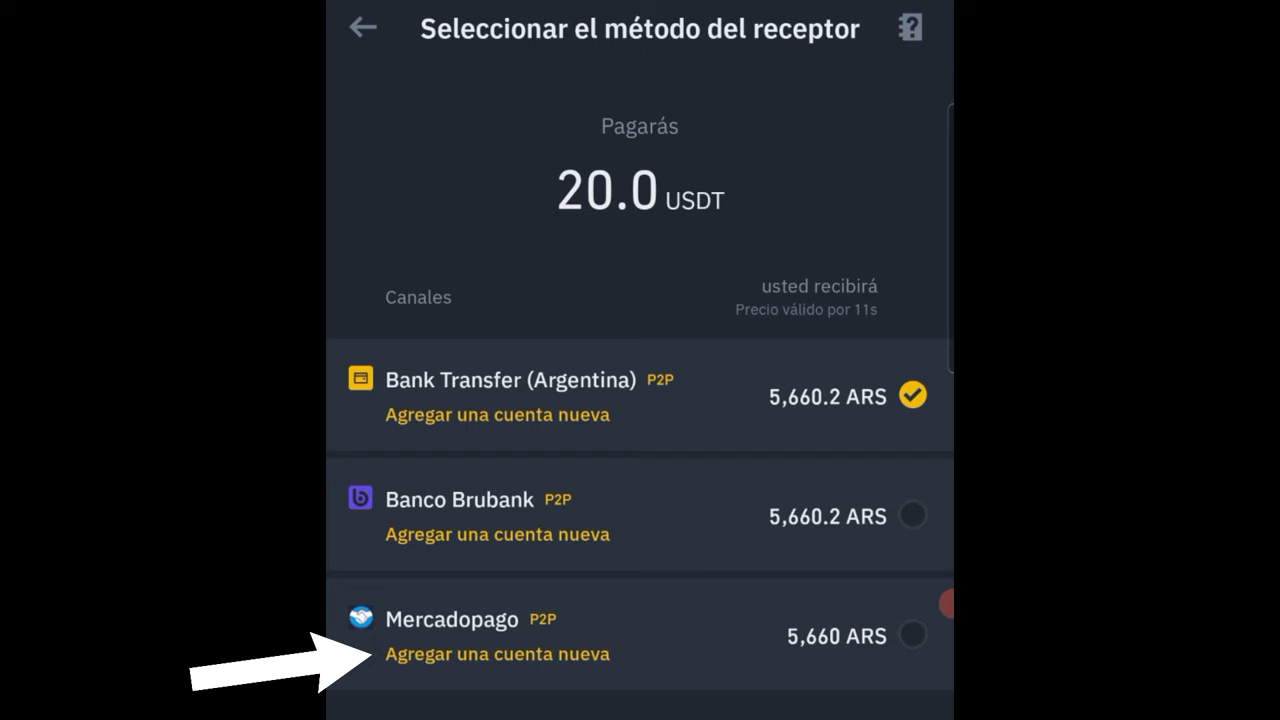 Seleccionar el método del receptor
Pagarás
20.0 USDT
Canales
usted recibirá
Precio válido por 11s
Bank Transfer (Argentina) P2P
5,660.2 ARS
Agregar una cuenta nueva
Banco Brubank P2P
5,660.2 ARS
Agregar una cuenta nueva
Mercadopago P2P
5,660 ARS
Agregar una cuenta nueva